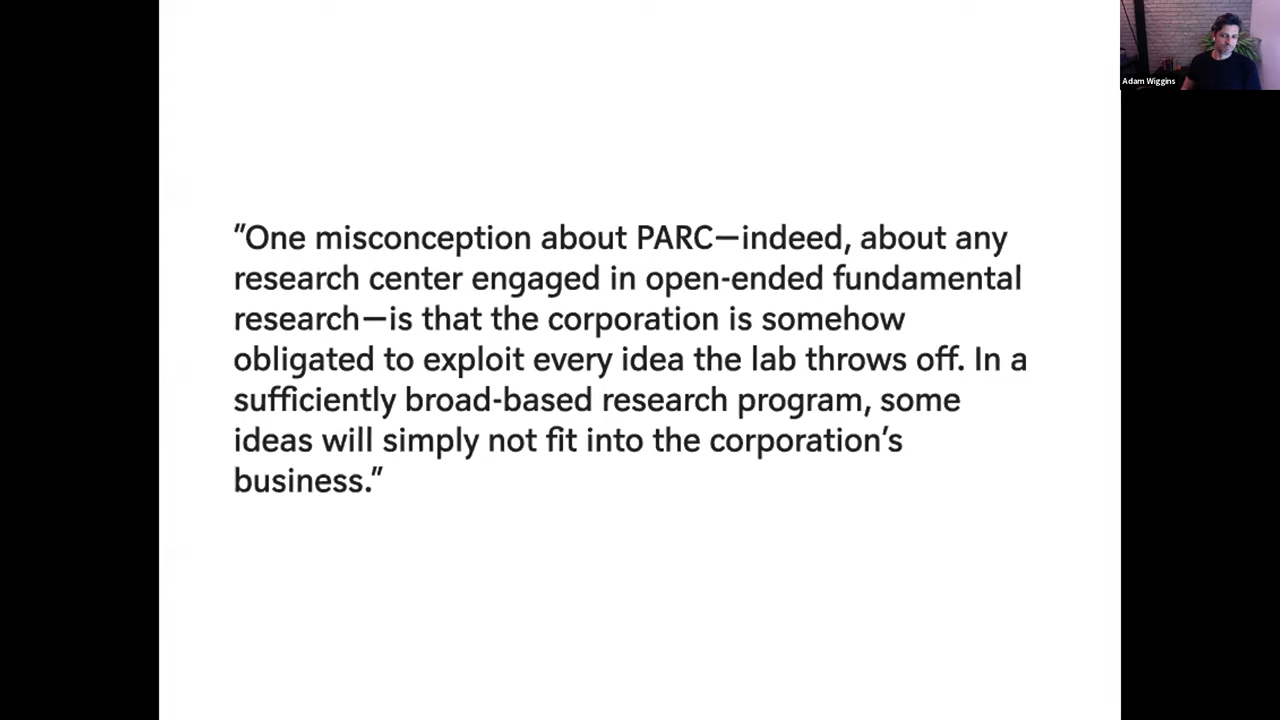 "One misconception about PARC—indeed, about any
research center engaged in open-ended fundamental
research—is that the corporation is somehow
obligated to exploit every idea the lab throws off. In a
sufficiently broad-based research program, some
ideas will simply not fit into the corporation's
business."
Adam Wiggins